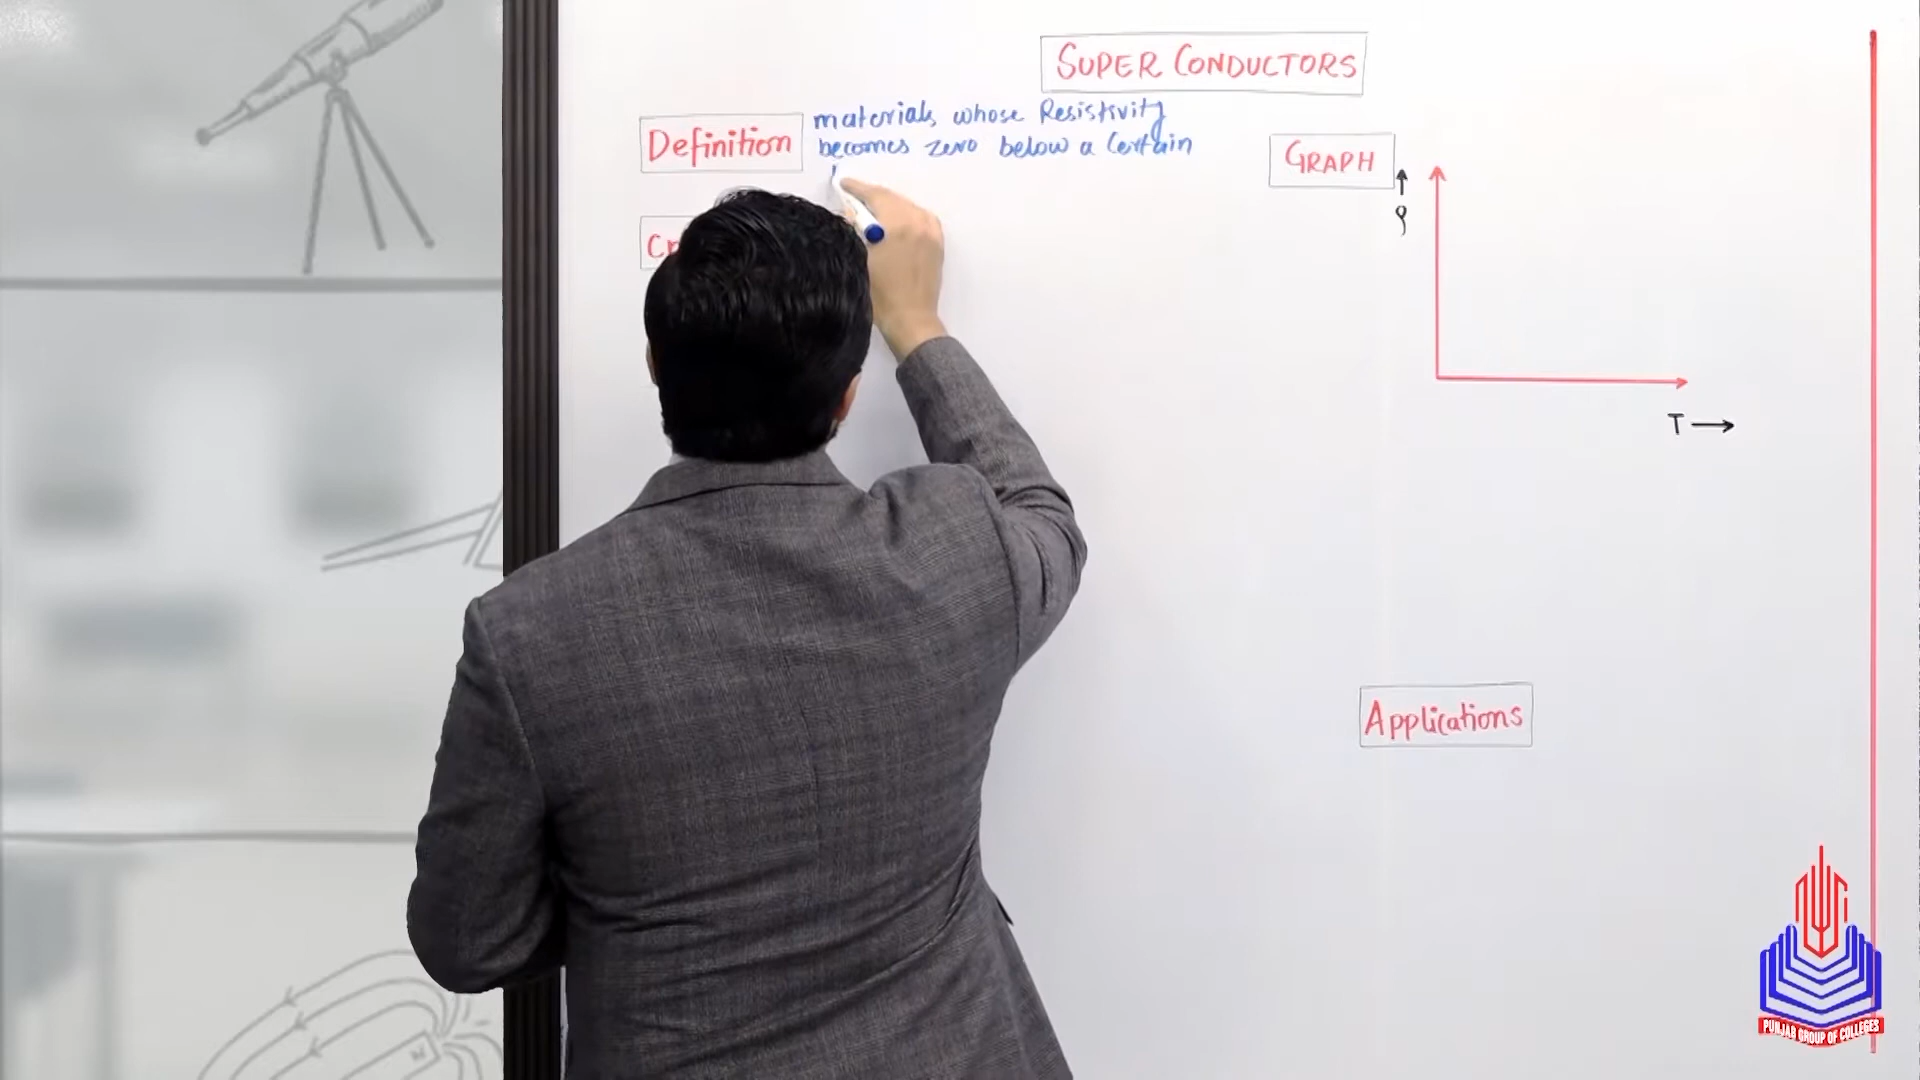 SUPER CONDUCTORS
Definition
materials whose Resistivity
becomes zero below a Certain
GRAPH
ρ
T
Applications
PUNJAB GROUP OF COLLEGES